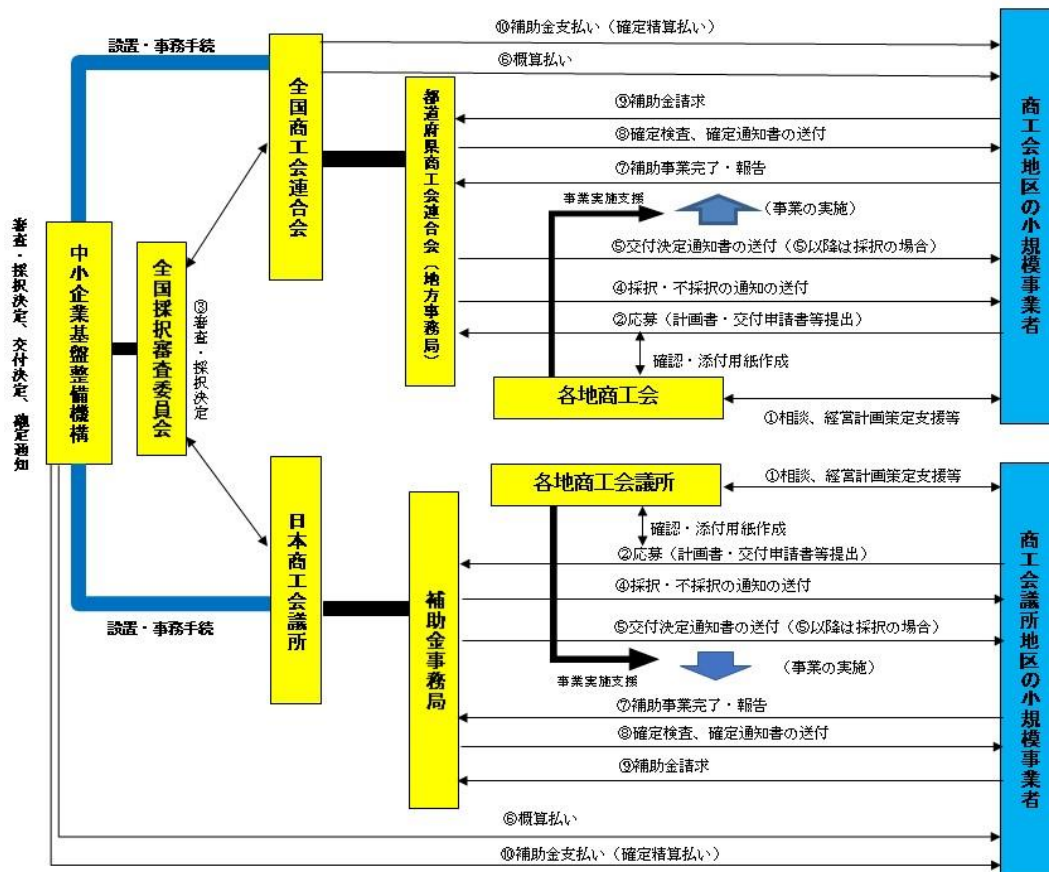 ⑩補助金支払い（確定精算払い）
設置・事務手続
⑥概算払い
全国商工会連合会
都道府県商工会連合会（地方事務局）
⑨補助金請求
⑧確定検査、確定通知書の送付
⑦補助事業完了・報告
事業実施支援
（事業の実施）
⑤交付決定通知書の送付（⑤以降は採択の場合）
④採択・不採択の通知の送付
②応募（計画書・交付申請書等提出）
確認・添付用紙作成
各地商工会
①相談、経営計画策定支援等
商工会地区の小規模事業者
審査・採択決定、交付決定、確定通知
中小企業基盤整備機構
全国採択審査委員会
③審査・採択決定
各地商工会議所
①相談、経営計画策定支援等
確認・添付用紙作成
②応募（計画書・交付申請書等提出）
④採択・不採択の通知の送付
⑤交付決定通知書の送付（⑤以降は採択の場合）
（事業の実施）
事業実施支援
日本商工会議所
補助金事務局
設置・事務手続
⑦補助事業完了・報告
⑧確定検査、確定通知書の送付
⑨補助金請求
⑥概算払い
⑩補助金支払い（確定精算払い）
商工会議所地区の小規模事業者